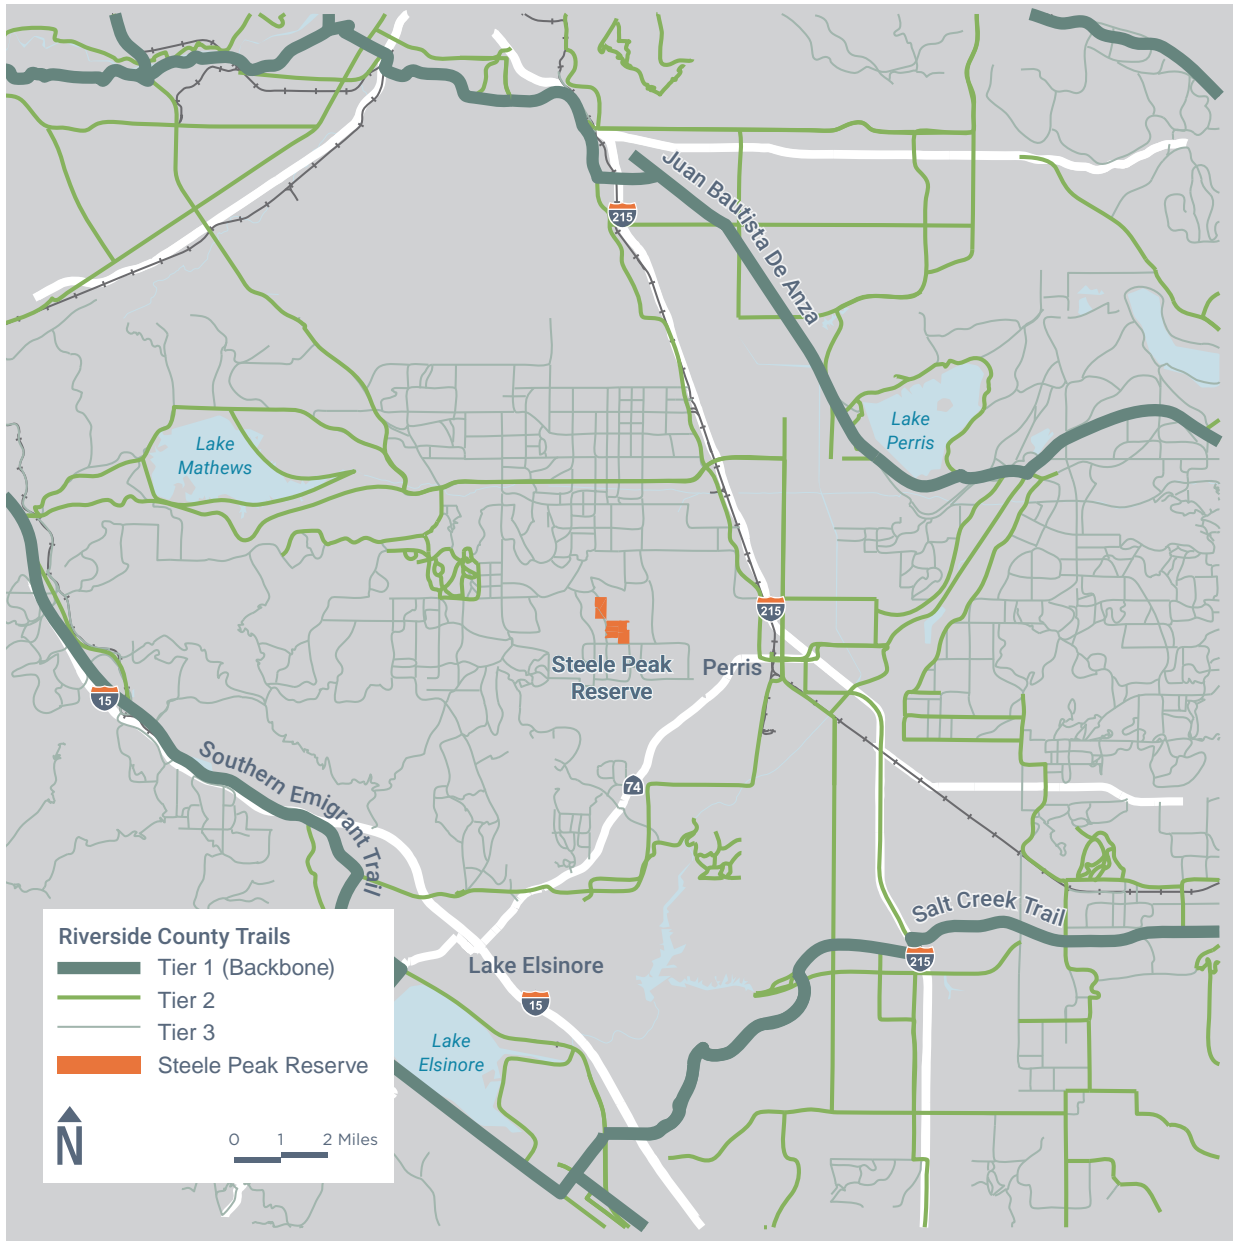 Juan Bautista De Anza
215
Lake
Perris
Lake
Mathews
215
Steele Peak
Reserve
Perris
15
Southern Emigrant Trail
74
Salt Creek Trail
215
Lake Elsinore
15
Lake
Elsinore
Riverside County Trails
Tier 1 (Backbone)
Tier 2
Tier 3
Steele Peak Reserve
N
0 1 2 Miles